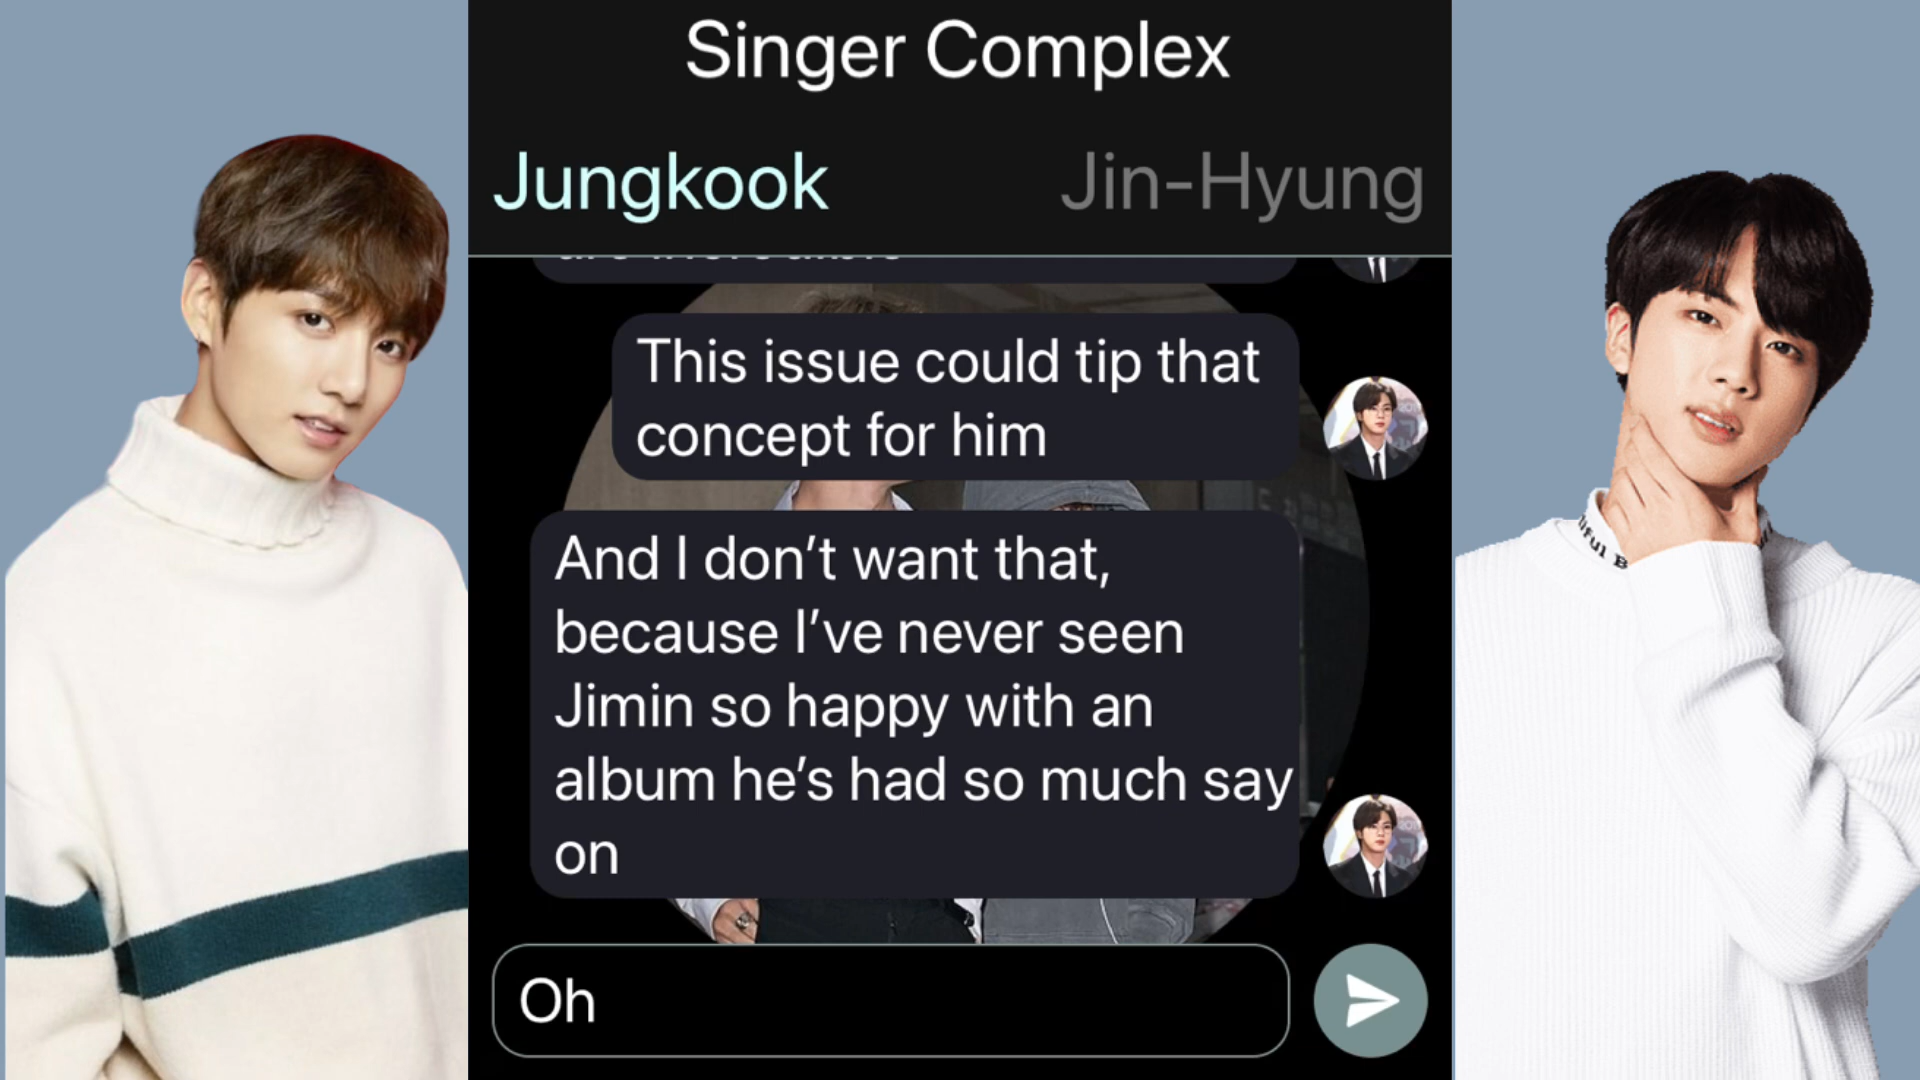 Singer Complex
Jungkook
Jin-Hyung
This issue could tip that
concept for him
And I don’t want that,
because I’ve never seen
Jimin so happy with an
album he’s had so much say
on
Oh